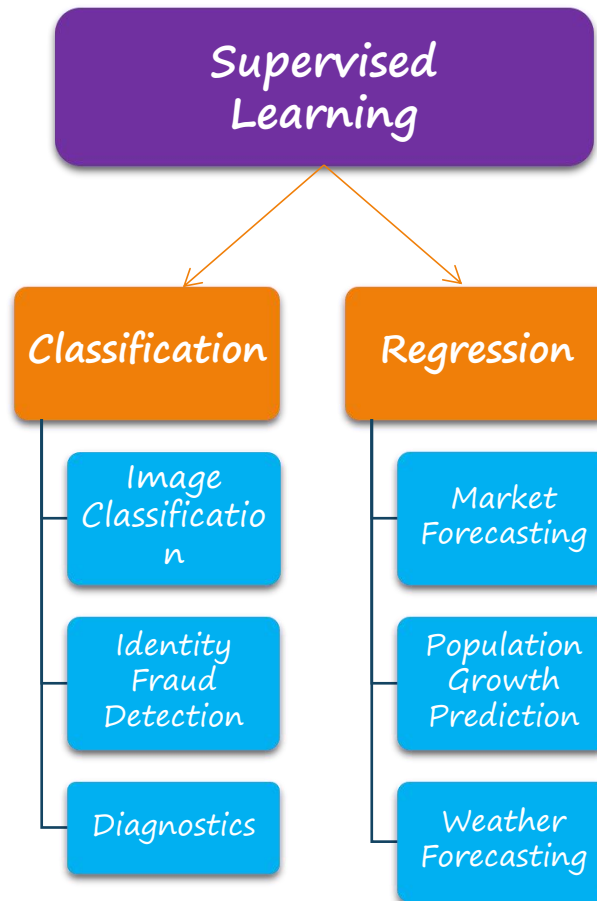 Supervised
Learning
Classification
Image
Classificatio
n
Identity
Fraud
Detection
Diagnostics
Regression
Market
Forecasting
Population
Growth
Prediction
Weather
Forecasting